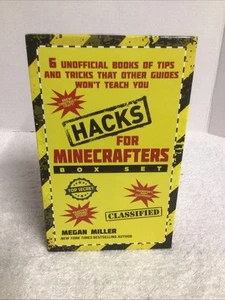 6 UNOFFICIAL BOOKS OF TIPS
AND TRICKS THAT OTHER GUIDES
WON'T TEACH YOU
HACKS
FOR
MINECRAFTERS
BOX SET
TOP SECRET
CLASSIFIED
MEGAN MILLER
NEW YORK TIMES BESTSELLING AUTHOR